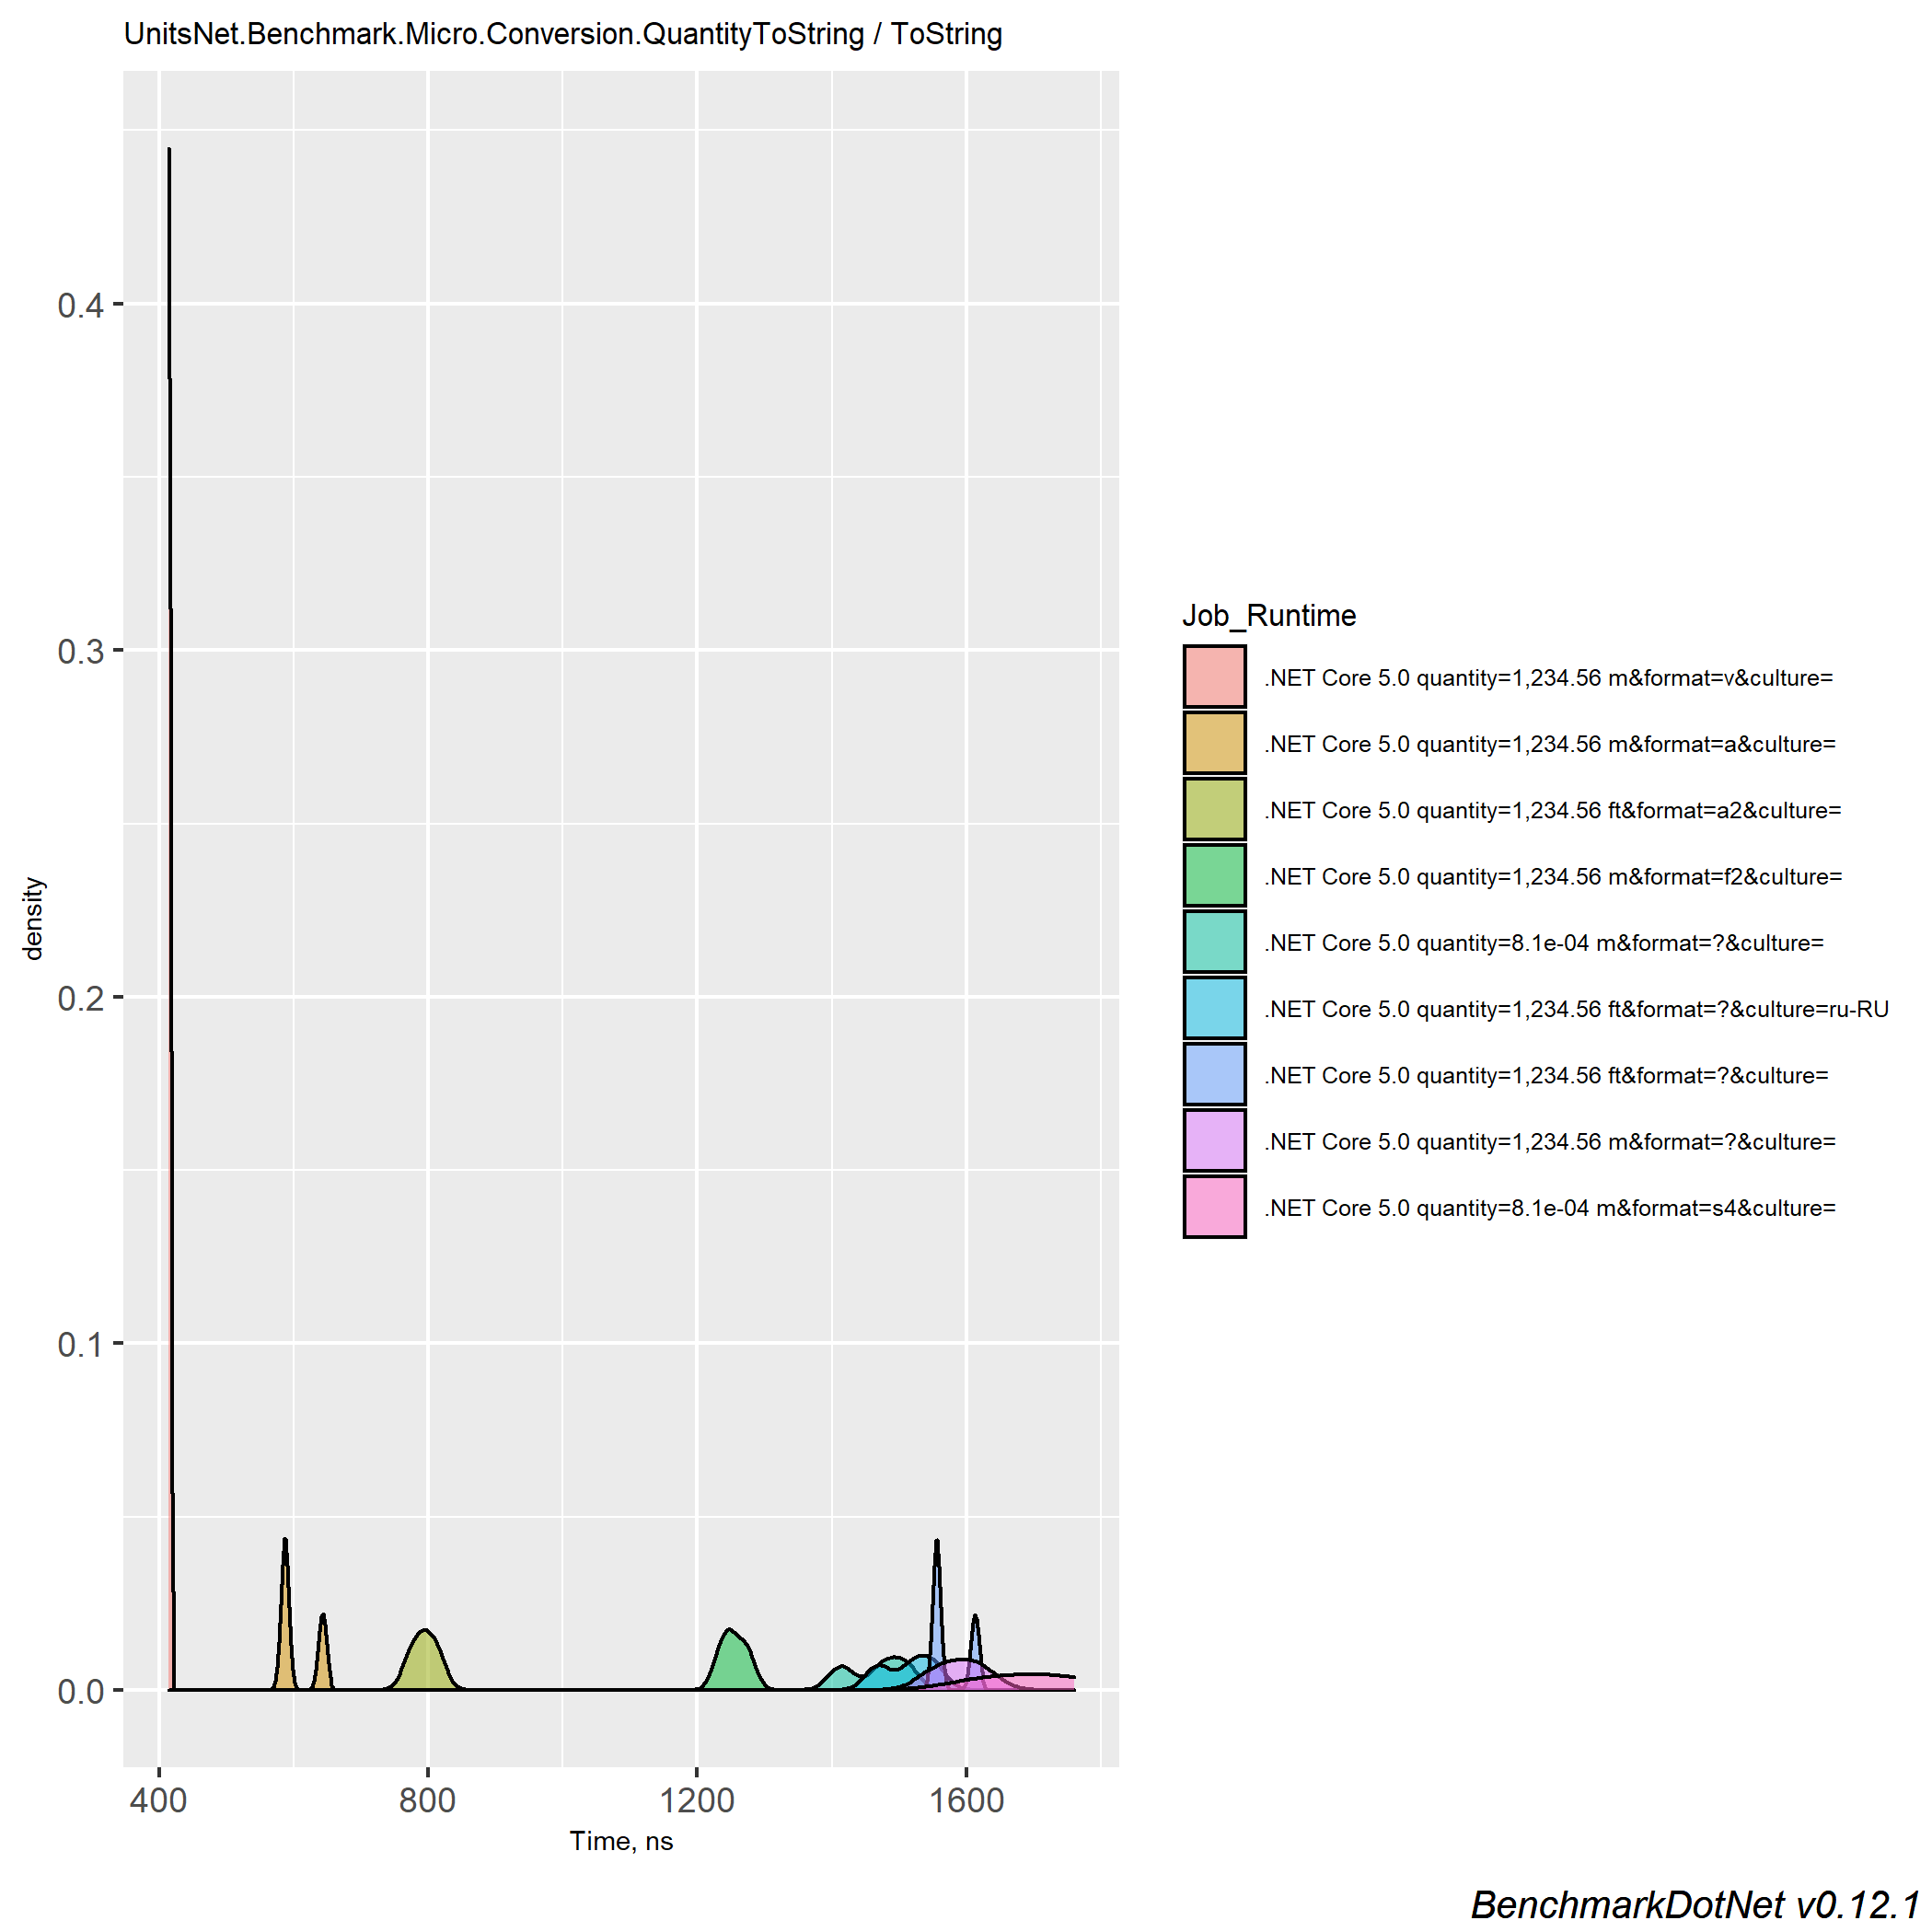 UnitsNet.Benchmark.Micro.Conversion.QuantityToString / ToString
0.4
0.3
0.2
0.1
0.0
density
400 800 1200 1600
Time, ns
Job_Runtime
.NET Core 5.0 quantity=1,234.56 m&format=v&culture=
.NET Core 5.0 quantity=1,234.56 m&format=a&culture=
.NET Core 5.0 quantity=1,234.56 ft&format=a2&culture=
.NET Core 5.0 quantity=1,234.56 m&format=f2&culture=
.NET Core 5.0 quantity=8.1e-04 m&format=?&culture=
.NET Core 5.0 quantity=1,234.56 ft&format=?&culture=ru-RU
.NET Core 5.0 quantity=1,234.56 ft&format=?&culture=
.NET Core 5.0 quantity=1,234.56 m&format=?&culture=
.NET Core 5.0 quantity=8.1e-04 m&format=s4&culture=
BenchmarkDotNet v0.12.1